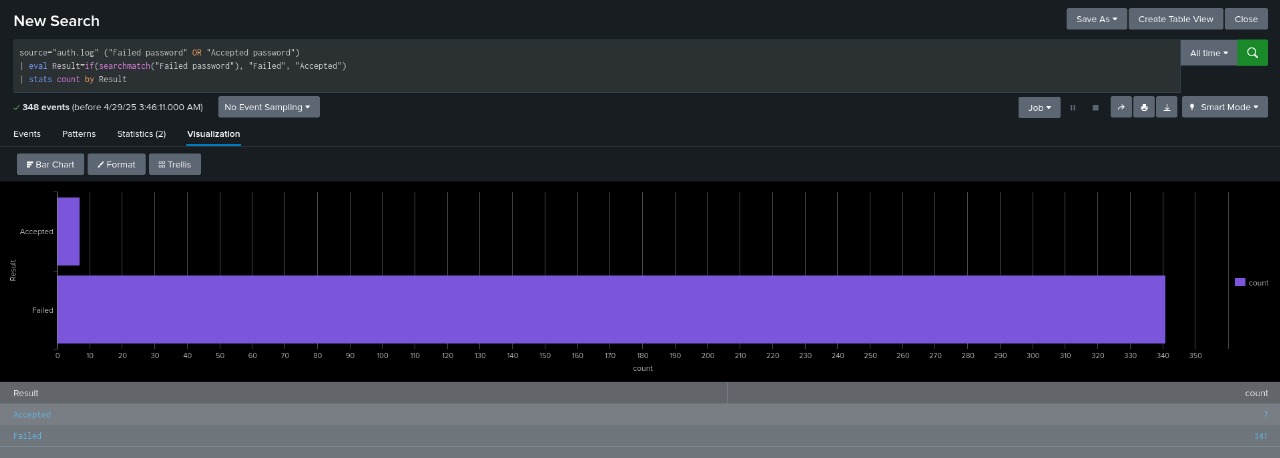 New Search
Save As
Create Table View
Close
source="auth.log" ("Failed password" OR "Accepted password")
| eval Result=if(searchmatch("Failed password"), "Failed", "Accepted")
| stats count by Result
All time
348 events (before 4/29/25 3:46:11.000 AM)
No Event Sampling
Job
Smart Mode
Events
Patterns
Statistics (2)
Visualization
Bar Chart
Format
Trellis
Result
Accepted
Failed
0 10 20 30 40 50 60 70 80 90 100 110 120 130 140 150 160 170 180 190 200 210 220 230 240 250 260 270 280 290 300 310 320 330 340 350
count
count
Result count
Accepted 7
Failed 341